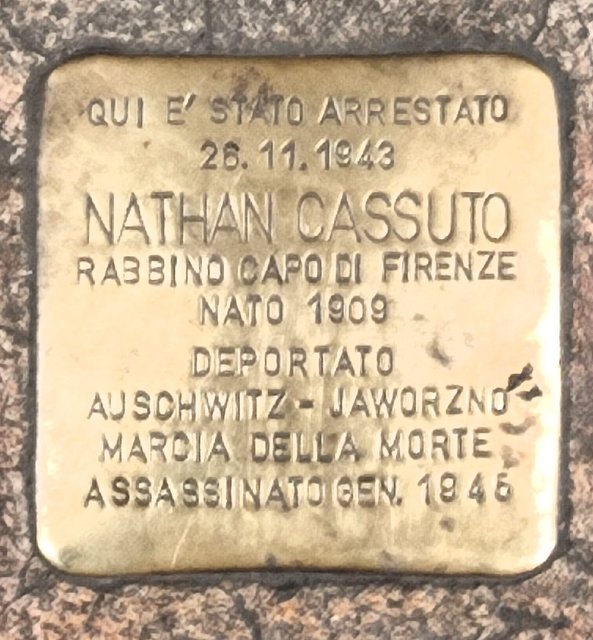 QUI E' STATO ARRESTATO
26.11.1943
NATHAN CASSUTO
RABBINO CAPO DI FIRENZE
NATO 1909
DEPORTATO
AUSCHWITZ - JAWORZNO
MARCIA DELLA MORTE
ASSASSINATO GEN. 1945